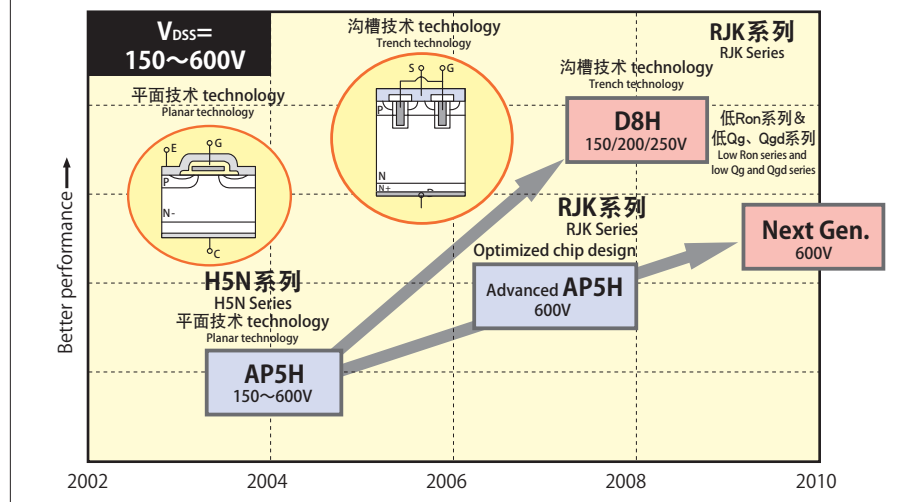 VDSS=
150～600V
平面技术 technology
Planar technology
E
G
P
N-
C
沟槽技术 technology
Trench technology
S
G
P
N
N+
RJK系列
RJK Series
沟槽技术 technology
Trench technology
D8H
150/200/250V
低Ron系列&
低Qg、Qgd系列
Low Ron series and
low Qg and Qgd series
RJK系列
RJK Series
Optimized chip design
Next Gen.
600V
Advanced AP5H
600V
H5N系列
H5N Series
平面技术 technology
Planar technology
AP5H
150～600V
Better performance
2002
2004
2006
2008
2010